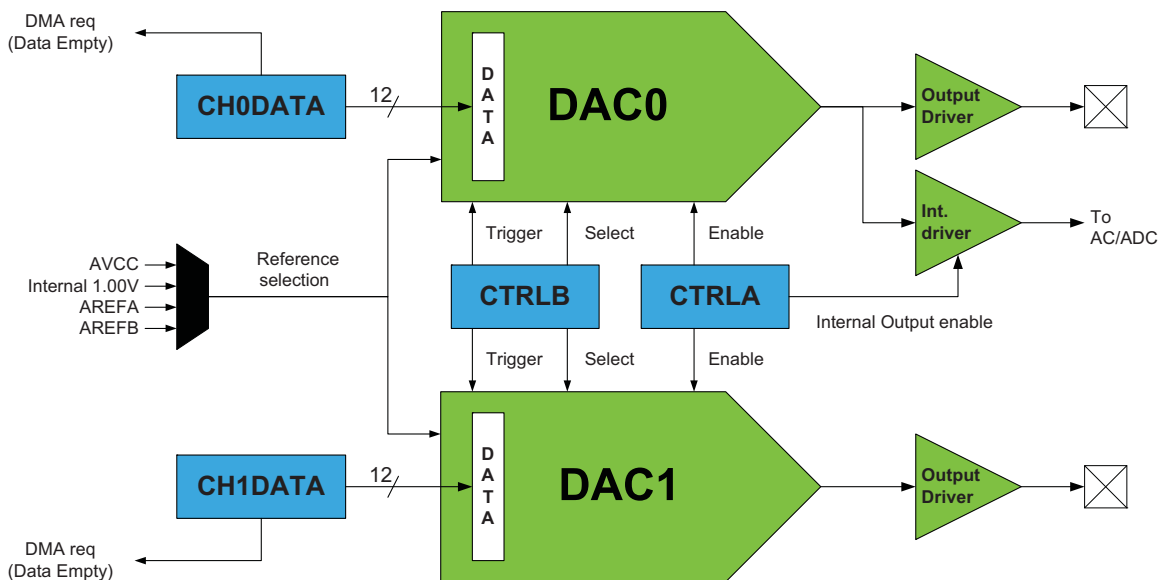 DMA req
(Data Empty)
CH0DATA
12
DATA
DAC0
Output
Driver
Int.
driver
To
AC/ADC
Trigger
Select
Enable
AVCC
Internal 1.00V
AREFA
AREFB
Reference
selection
CTRLB
CTRLA
Internal Output enable
Trigger
Select
Enable
CH1DATA
12
DATA
DAC1
Output
Driver
DMA req
(Data Empty)